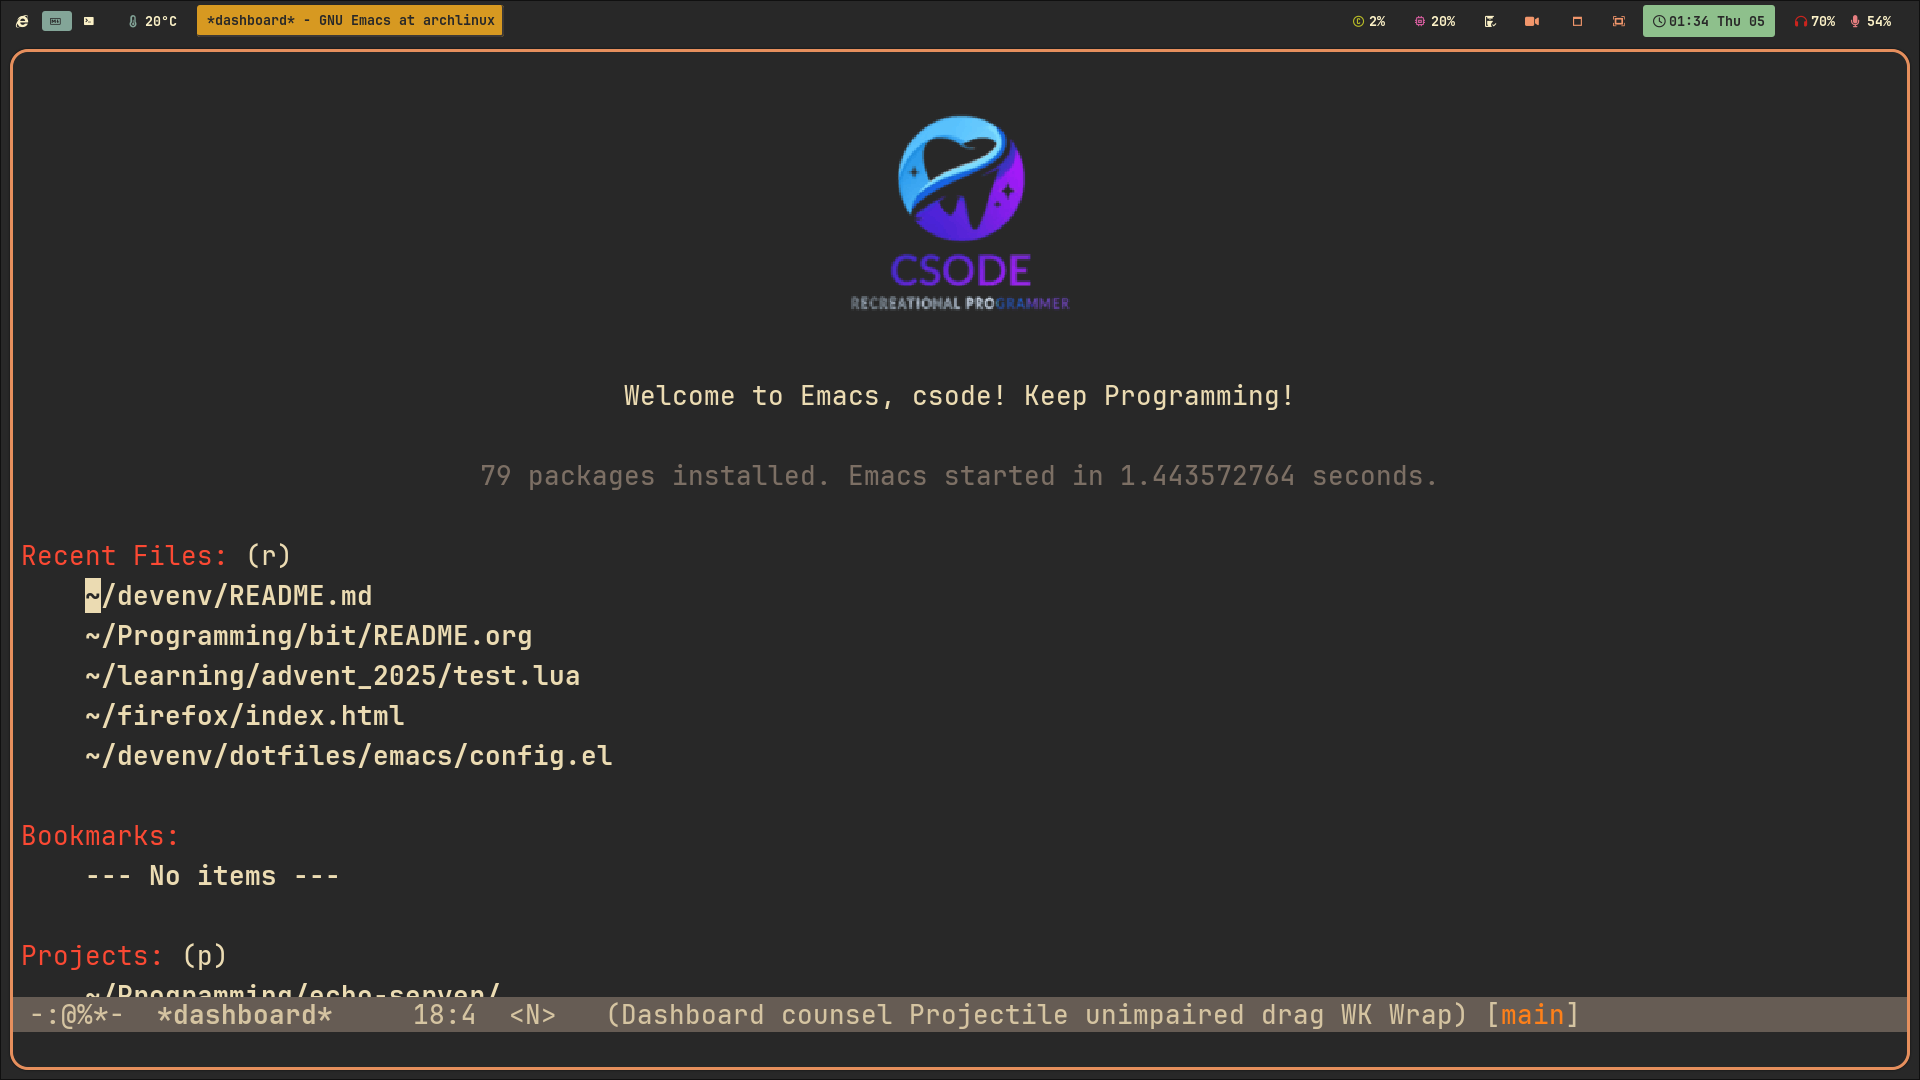 20°C
*dashboard* - GNU Emacs at archlinux
2%
20%
01:34 Thu 05
70%
54%
CSODE
RECREATIONAL PROGRAMMER
Welcome to Emacs, csode! Keep Programming!
79 packages installed. Emacs started in 1.443572764 seconds.
Recent Files: (r)
~/devenv/README.md
~/Programming/bit/README.org
~/learning/advent_2025/test.lua
~/firefox/index.html
~/devenv/dotfiles/emacs/config.el
Bookmarks:
--- No items ---
Projects: (p)
~/Programming/echo-server/
-:@%*-  *dashboard*     18:4  <N>   (Dashboard counsel Projectile unimpaired drag WK Wrap) [main]